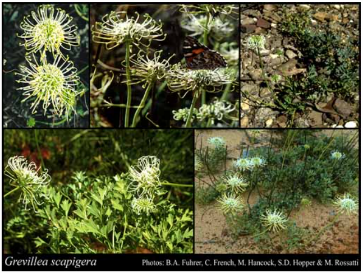 Grevillea scapigera
Photos: B.A. Fuhrer, C. French, M. Hancock, S.D. Hopper & M. Rossatti